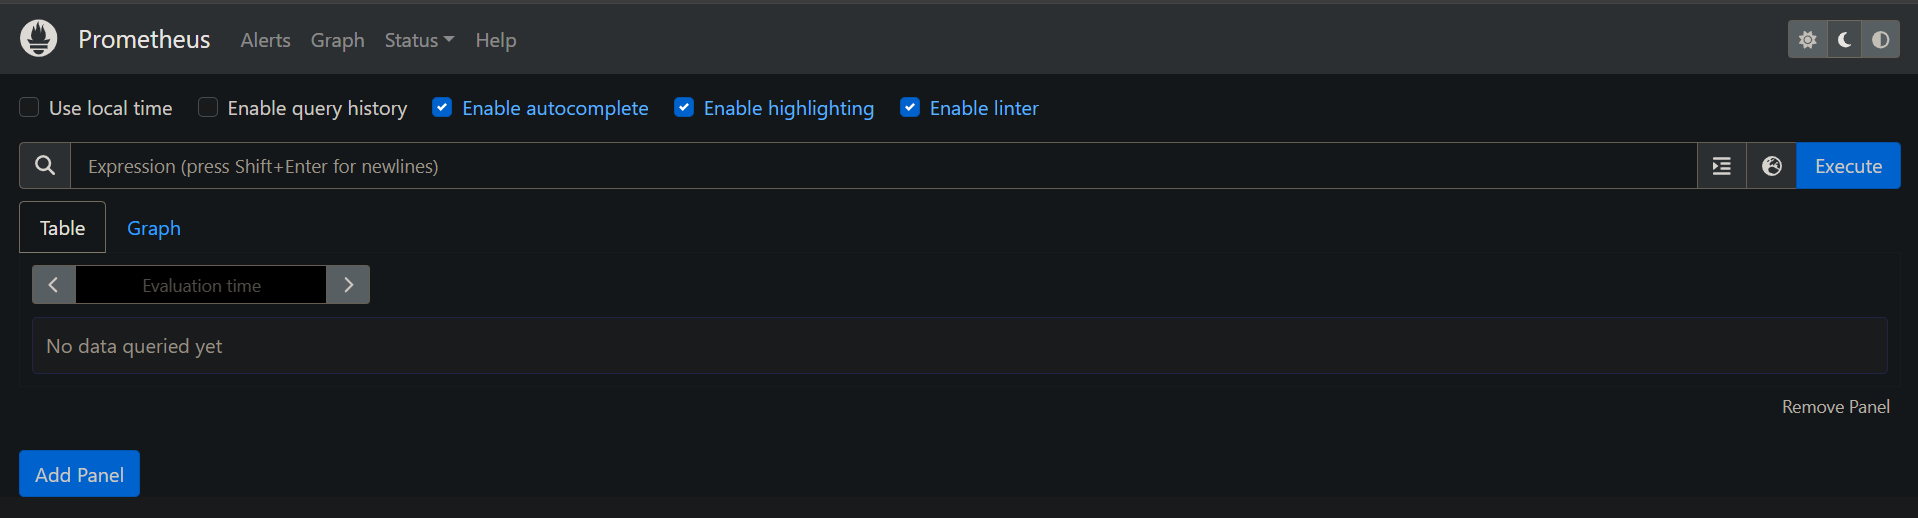 Prometheus Alerts Graph Status Help
Use local time Enable query history Enable autocomplete Enable highlighting Enable linter
Expression (press Shift+Enter for newlines) Execute
Table Graph
Evaluation time
No data queried yet
Remove Panel
Add Panel